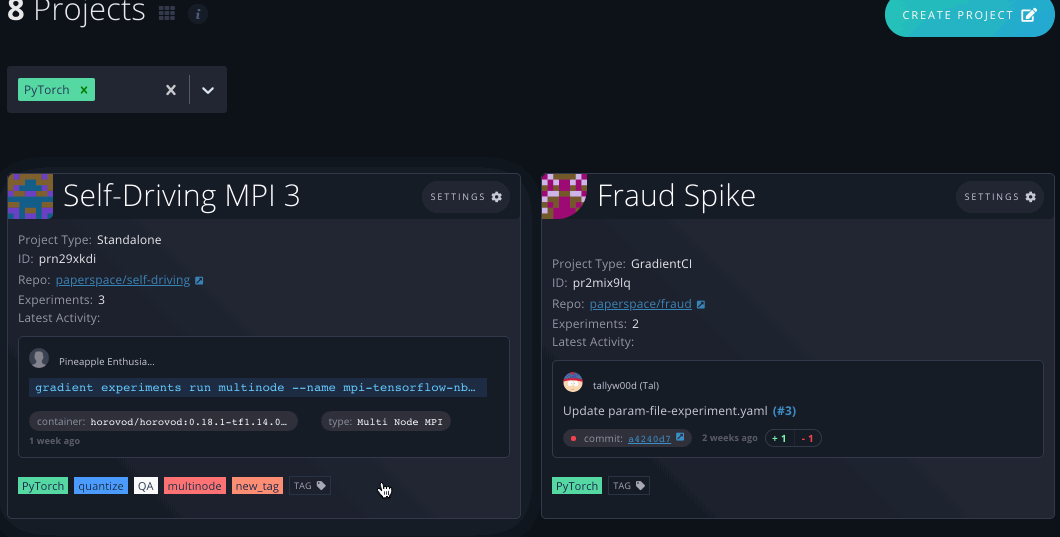 8 Projects
CREATE PROJECT
PyTorch
Self-Driving MPI 3
SETTINGS
Project Type: Standalone
ID: prn29xkdi
Repo: paperspace/self-driving
Experiments: 3
Latest Activity:
Pineapple Enthusia...
gradient experiments run multinode --name mpi-tensorflow-nb…
container: horovod/horovod:0.18.1-tf1.14.0…
type: Multi Node MPI
1 week ago
PyTorch quantize QA multinode new_tag TAG
Fraud Spike
SETTINGS
Project Type: GradientCI
ID: pr2mix9lq
Repo: paperspace/fraud
Experiments: 2
Latest Activity:
tallyw00d (Tal)
Update param-file-experiment.yaml (#3)
commit: a4240d7 2 weeks ago +1 -1
PyTorch TAG